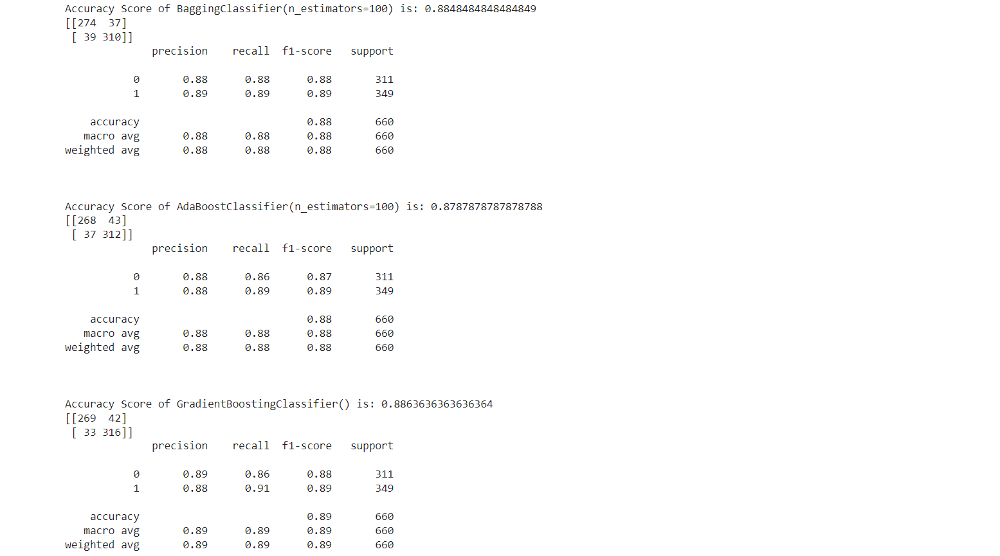 Accuracy Score of BaggingClassifier(n_estimators=100) is: 0.8848484848484849
[[274  37]
 [ 39 310]]
              precision    recall  f1-score   support

           0       0.88      0.88      0.88       311
           1       0.89      0.89      0.89       349

    accuracy                           0.88       660
   macro avg       0.88      0.88      0.88       660
weighted avg       0.88      0.88      0.88       660

Accuracy Score of AdaBoostClassifier(n_estimators=100) is: 0.8787878787878788
[[268  43]
 [ 37 312]]
              precision    recall  f1-score   support

           0       0.88      0.86      0.87       311
           1       0.88      0.89      0.89       349

    accuracy                           0.88       660
   macro avg       0.88      0.88      0.88       660
weighted avg       0.88      0.88      0.88       660

Accuracy Score of GradientBoostingClassifier() is: 0.8863636363636364
[[269  42]
 [ 33 316]]
              precision    recall  f1-score   support

           0       0.89      0.86      0.88       311
           1       0.88      0.91      0.89       349

    accuracy                           0.89       660
   macro avg       0.89      0.89      0.89       660
weighted avg       0.89      0.89      0.89       660